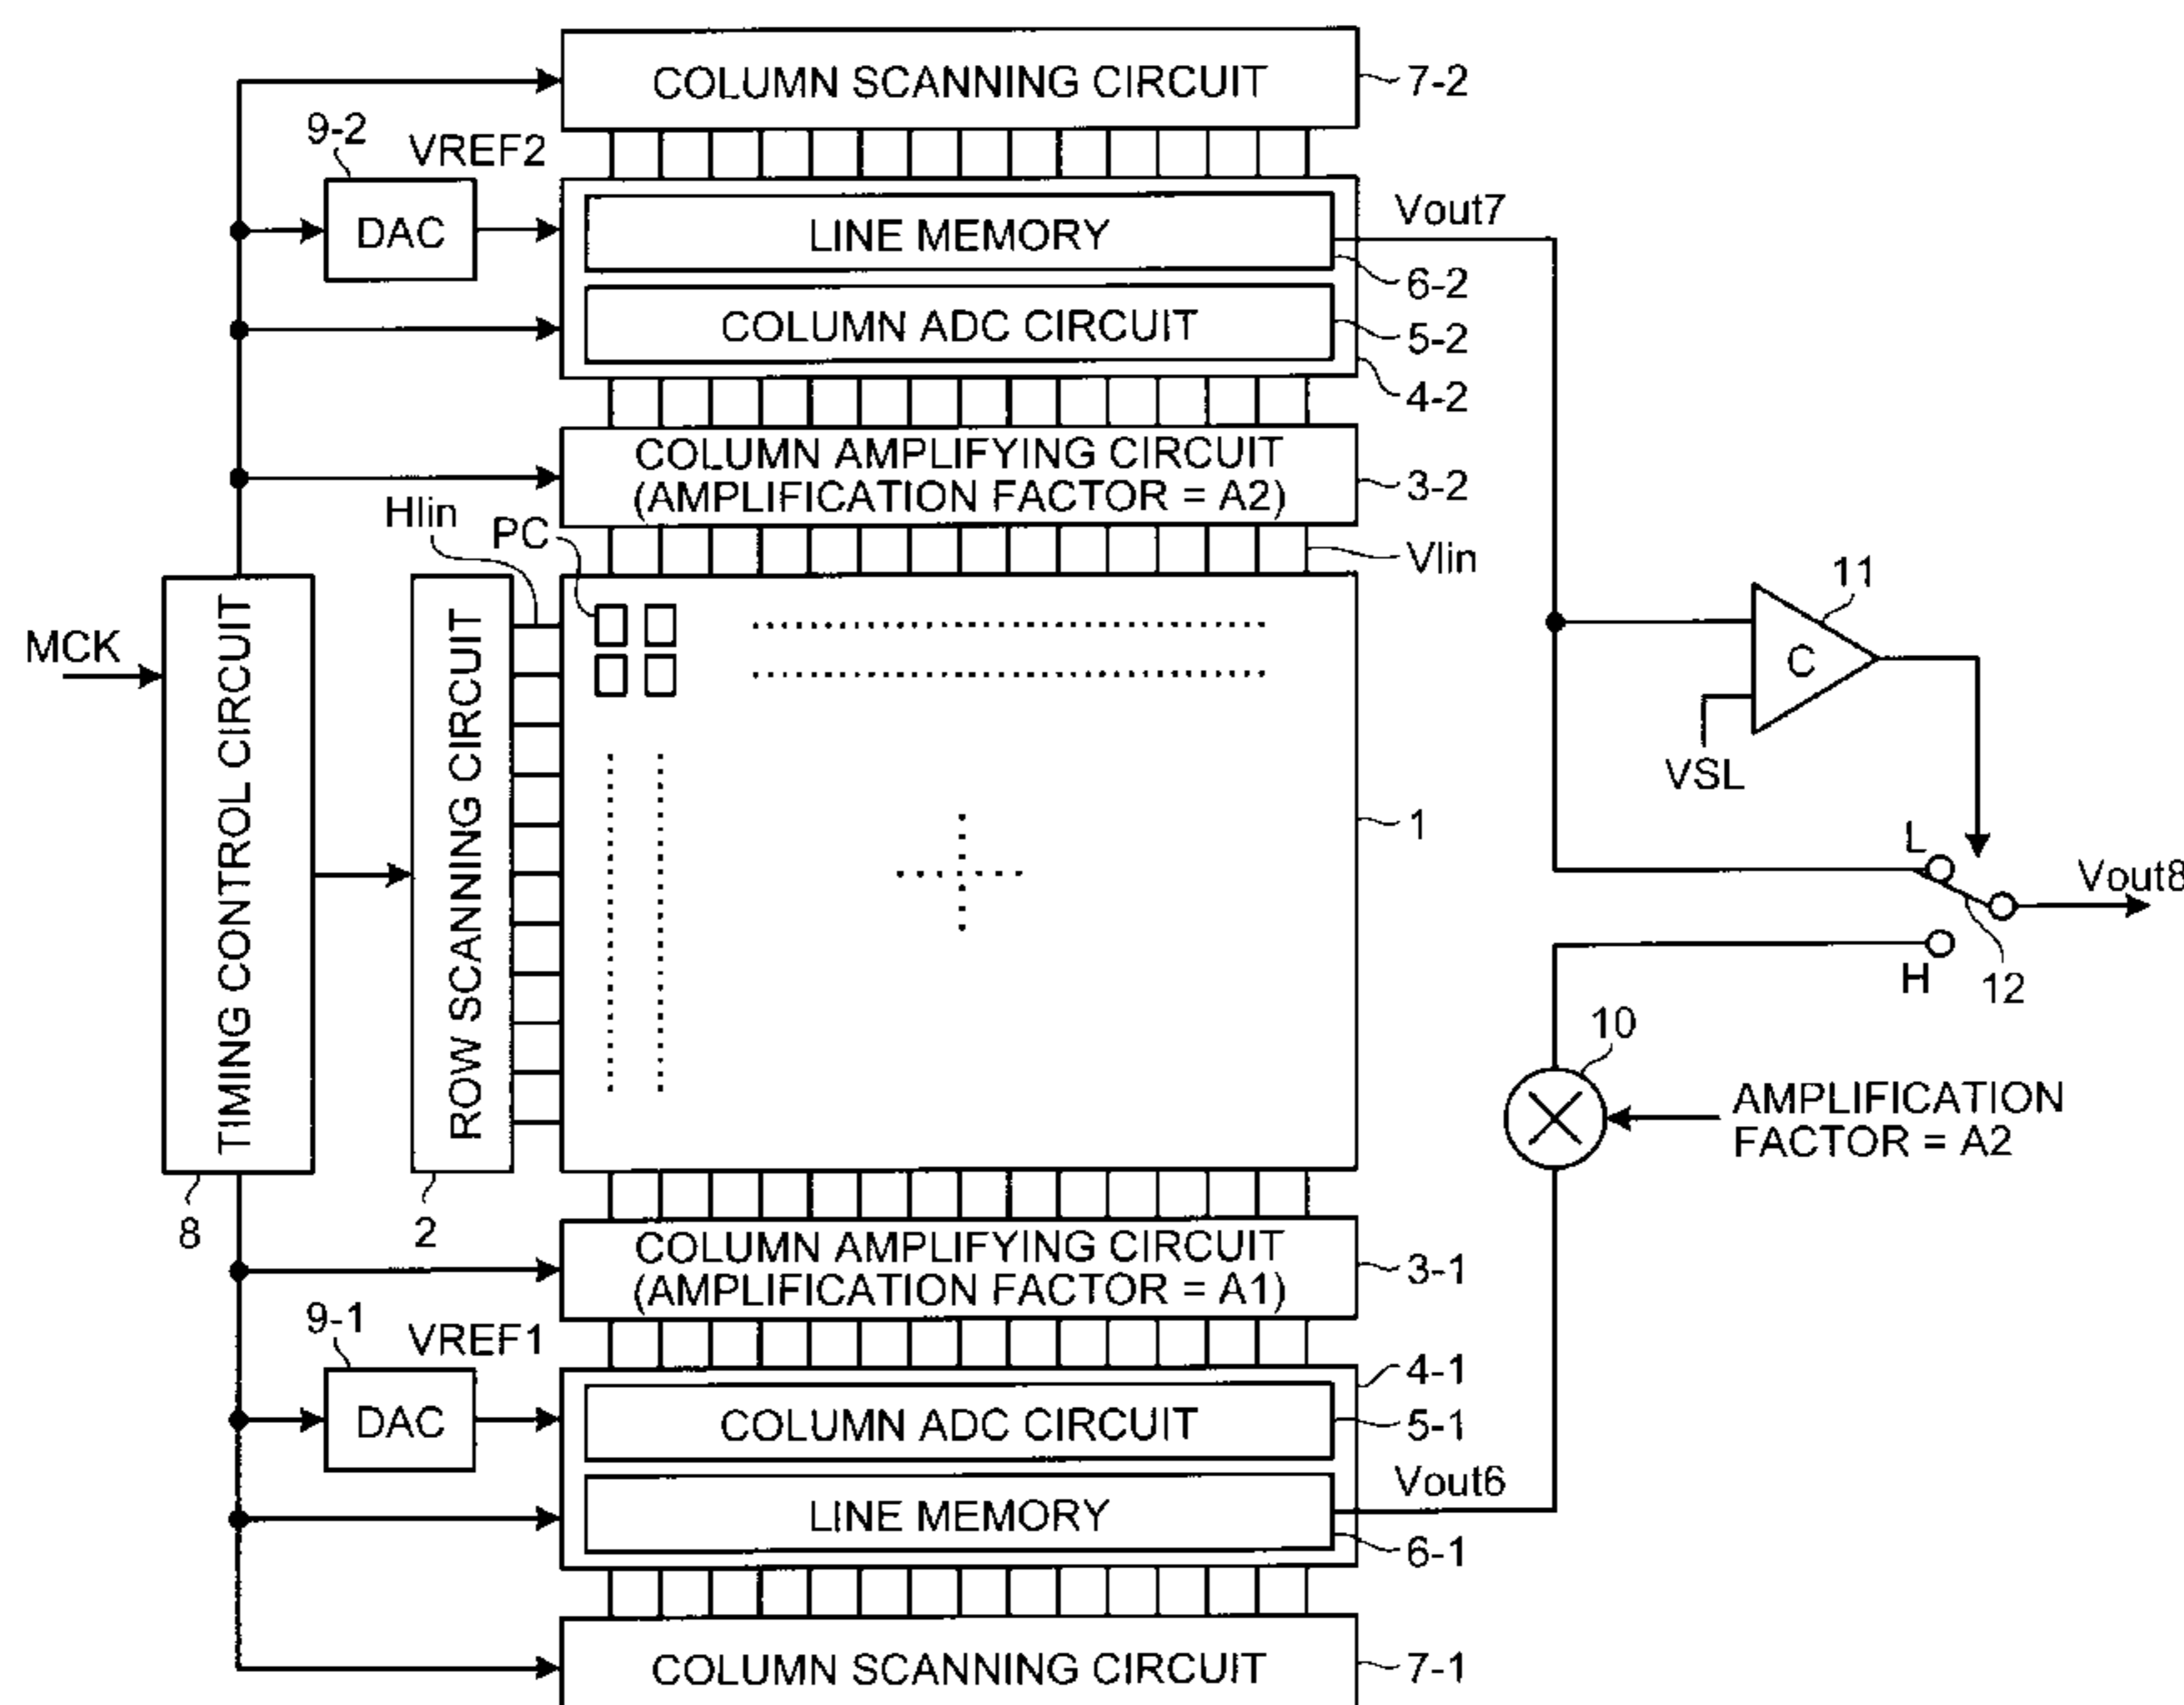 COLUMN SCANNING CIRCUIT
7-2
9-2
VREF2
DAC
LINE MEMORY
Vout7
6-2
COLUMN ADC CIRCUIT
5-2
4-2
COLUMN AMPLIFYING CIRCUIT
(AMPLIFICATION FACTOR = A2)
3-2
Hlin
PC
Vlin
MCK
TIMING CONTROL CIRCUIT
8
ROW SCANNING CIRCUIT
2
1
11
C
VSL
L
H
12
Vout8
10
AMPLIFICATION
FACTOR = A2
COLUMN AMPLIFYING CIRCUIT
(AMPLIFICATION FACTOR = A1)
3-1
9-1
VREF1
DAC
4-1
COLUMN ADC CIRCUIT
5-1
Vout6
LINE MEMORY
6-1
COLUMN SCANNING CIRCUIT
7-1